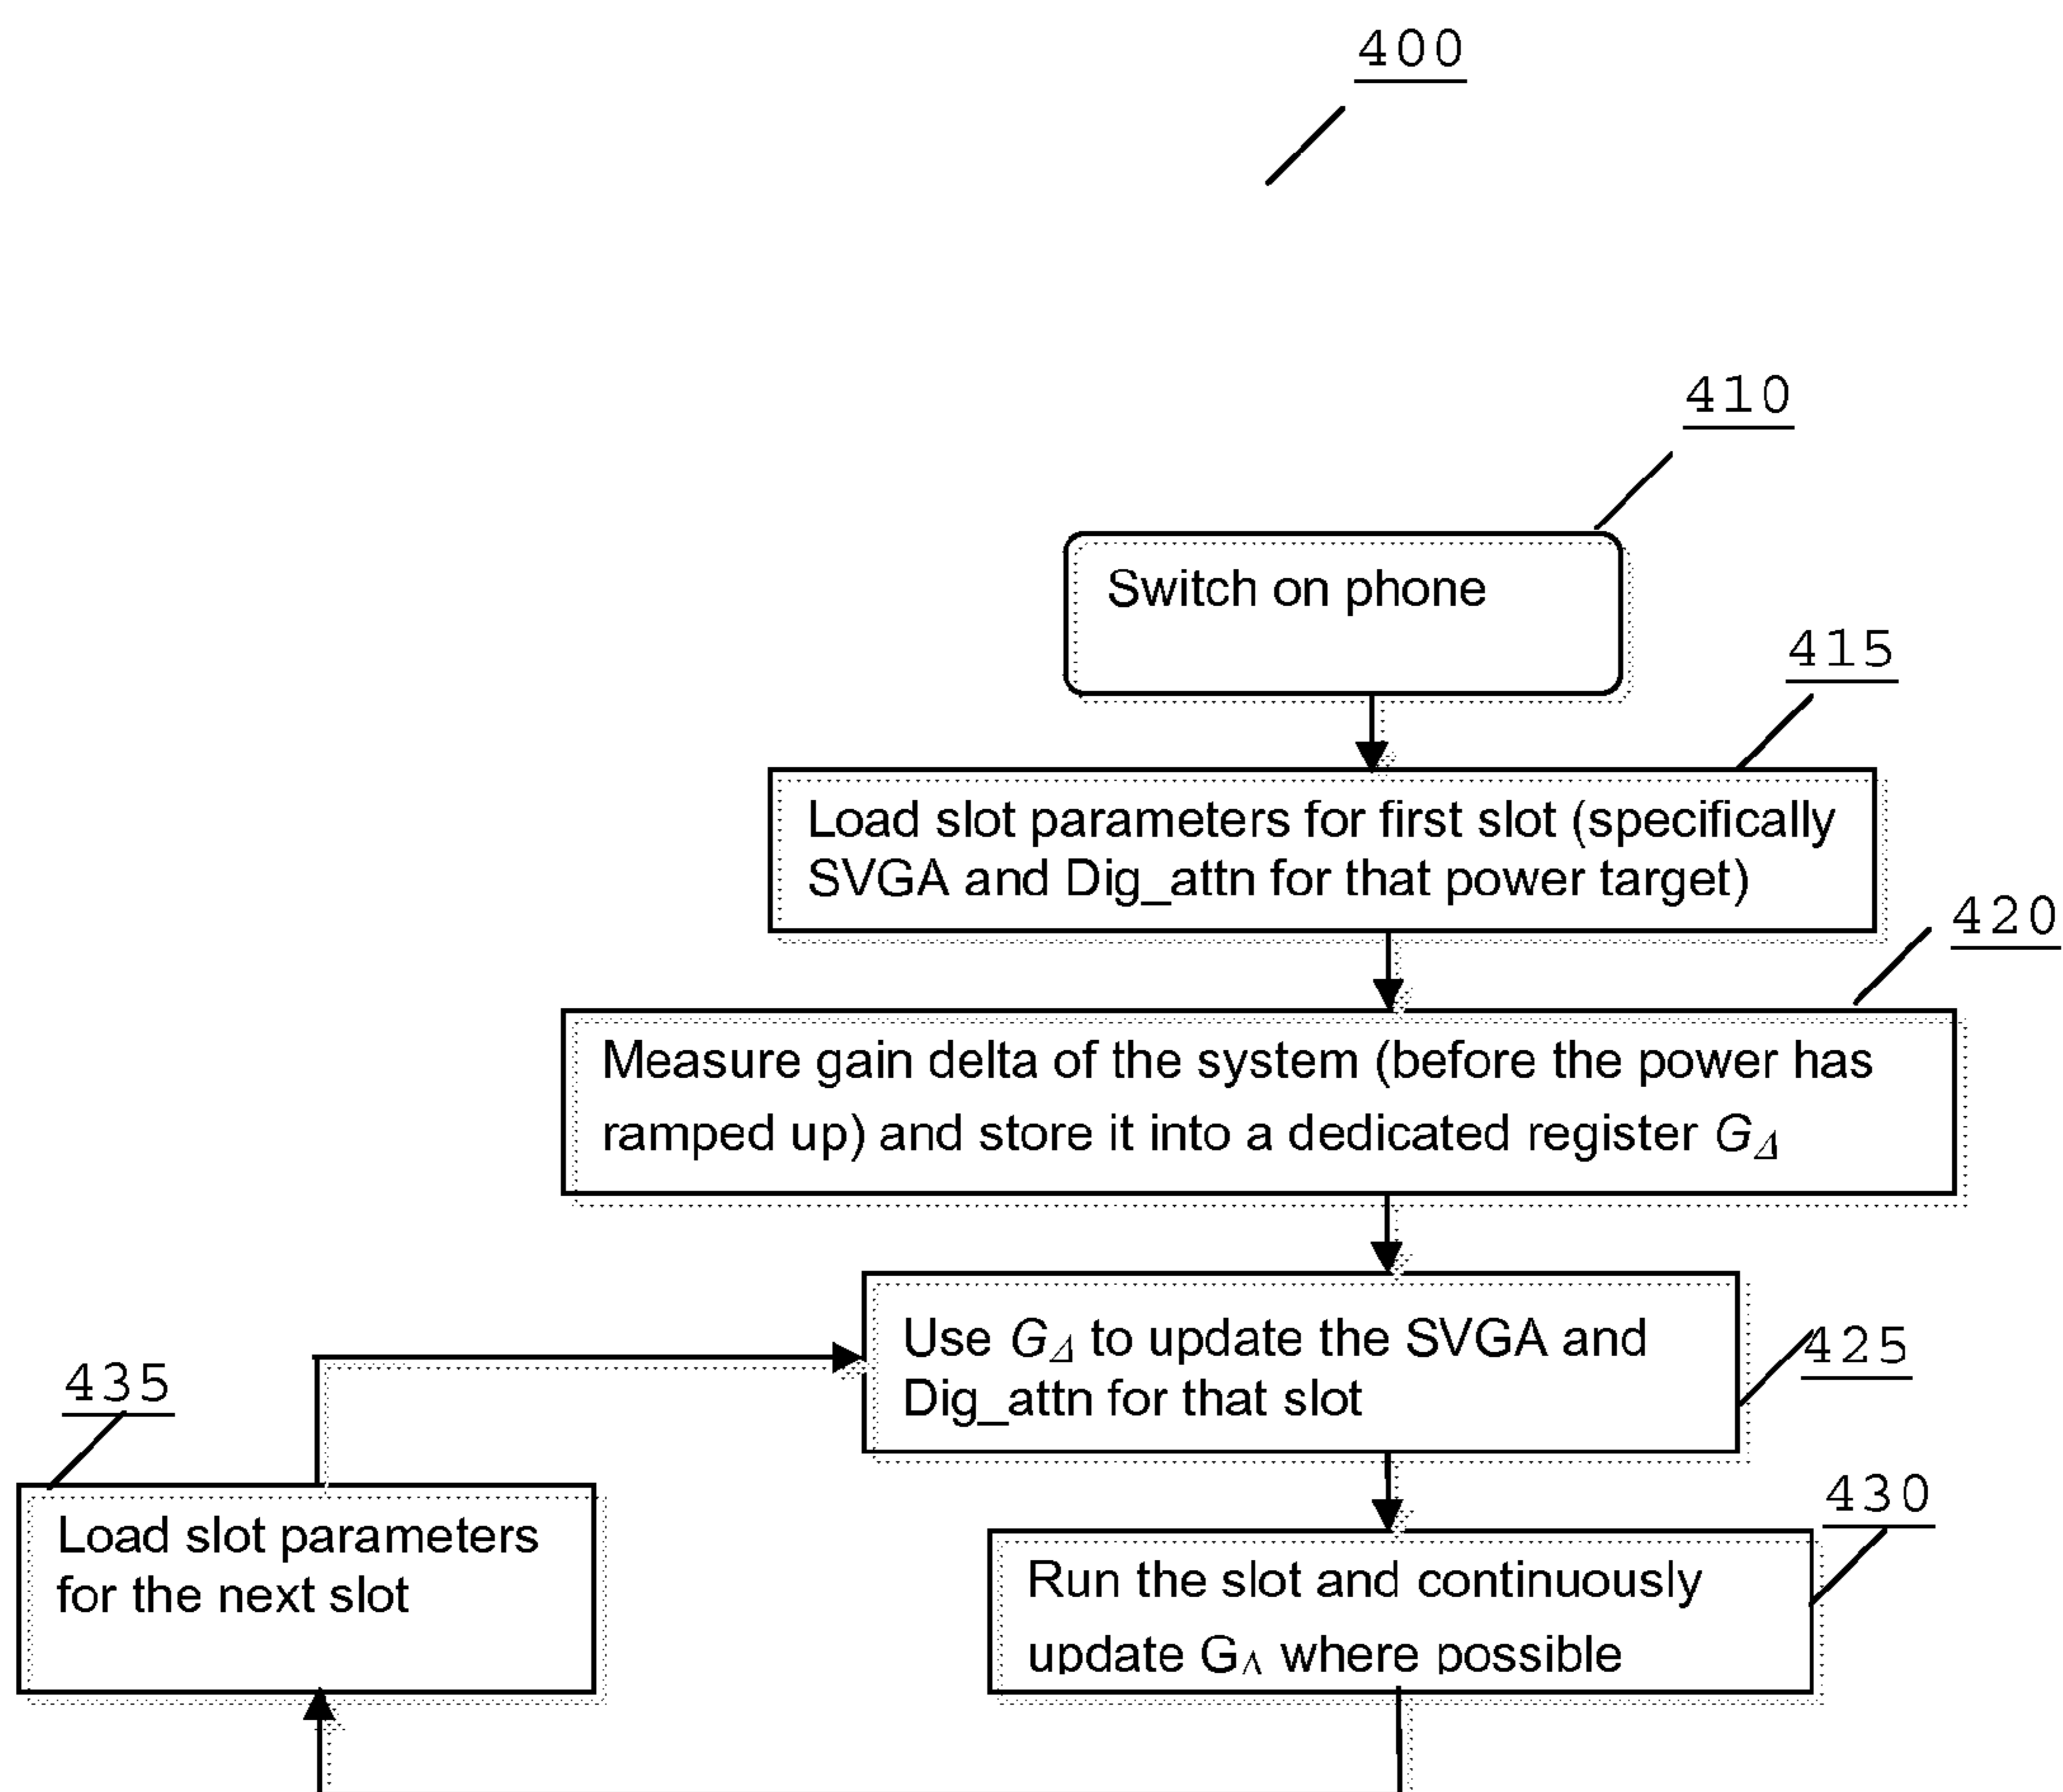 400
410
Switch on phone
415
Load slot parameters for first slot (specifically
SVGA and Dig_attn for that power target)
420
Measure gain delta of the system (before the power has
ramped up) and store it into a dedicated register GΔ
Use GΔ to update the SVGA and
Dig_attn for that slot
425
435
Load slot parameters
for the next slot
430
Run the slot and continuously
update GΔ where possible